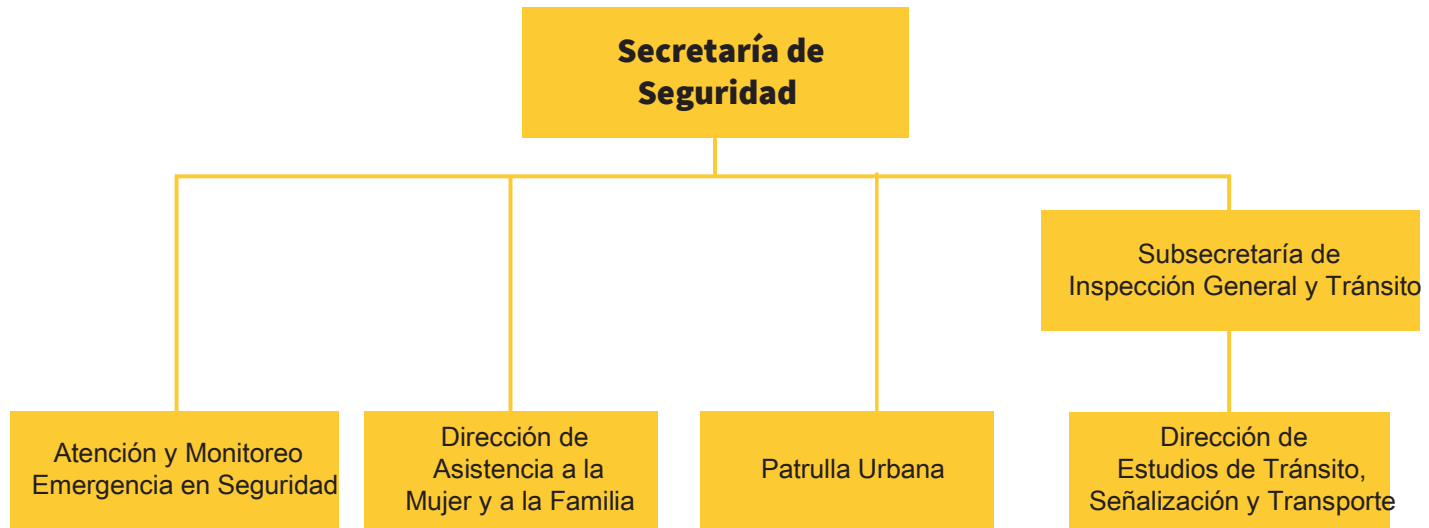 Secretaría de
Seguridad
Subsecretaría de
Inspección General y Tránsito
Atención y Monitoreo
Emergencia en Seguridad
Dirección de
Asistencia a la
Mujer y a la Familia
Patrulla Urbana
Dirección de
Estudios de Tránsito,
Señalización y Transporte